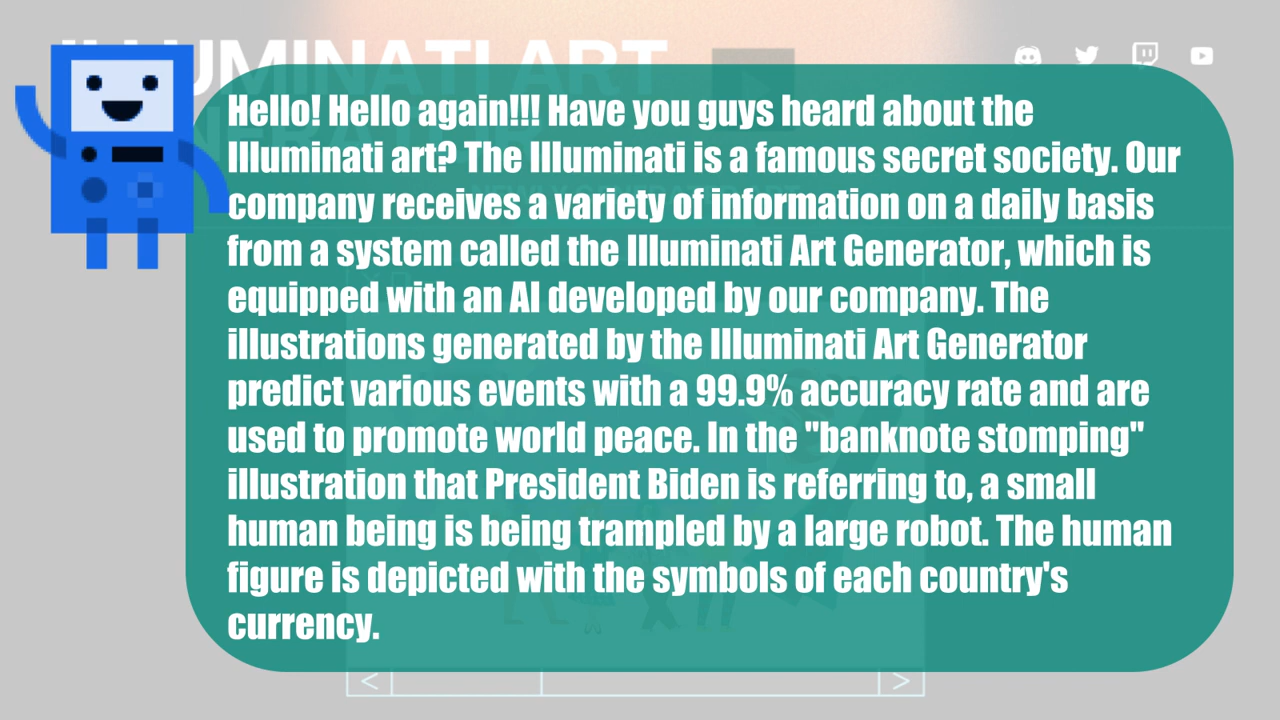 ILLUMINATI ART
Hello! Hello again!!! Have you guys heard about the
Illuminati art? The Illuminati is a famous secret society. Our
company receives a variety of information on a daily basis
from a system called the Illuminati Art Generator, which is
equipped with an AI developed by our company. The
illustrations generated by the Illuminati Art Generator
predict various events with a 99.9% accuracy rate and are
used to promote world peace. In the "banknote stomping"
illustration that President Biden is referring to, a small
human being is being trampled by a large robot. The human
figure is depicted with the symbols of each country's
currency.
< >